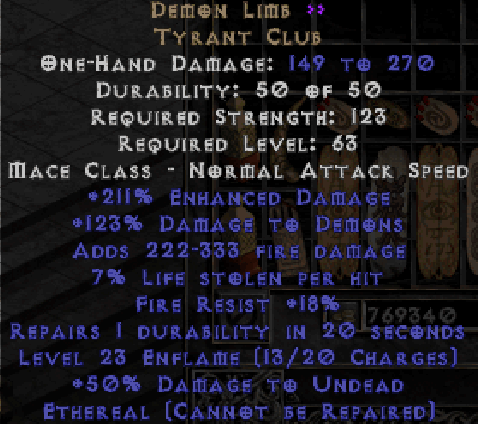 Demon Limb
Tyrant Club
One-Hand Damage: 149 to 270
Durability: 50 of 50
Required Strength: 123
Required Level: 63
Mace Class - Normal Attack Speed
+211% Enhanced Damage
+123% Damage to Demons
Adds 222-333 fire damage
7% Life stolen per hit
Fire Resist +18%
769340
Repairs 1 durability in 20 seconds
Level 23 Enflame (13/20 Charges)
+50% Damage to Undead
Ethereal (Cannot be Repaired)